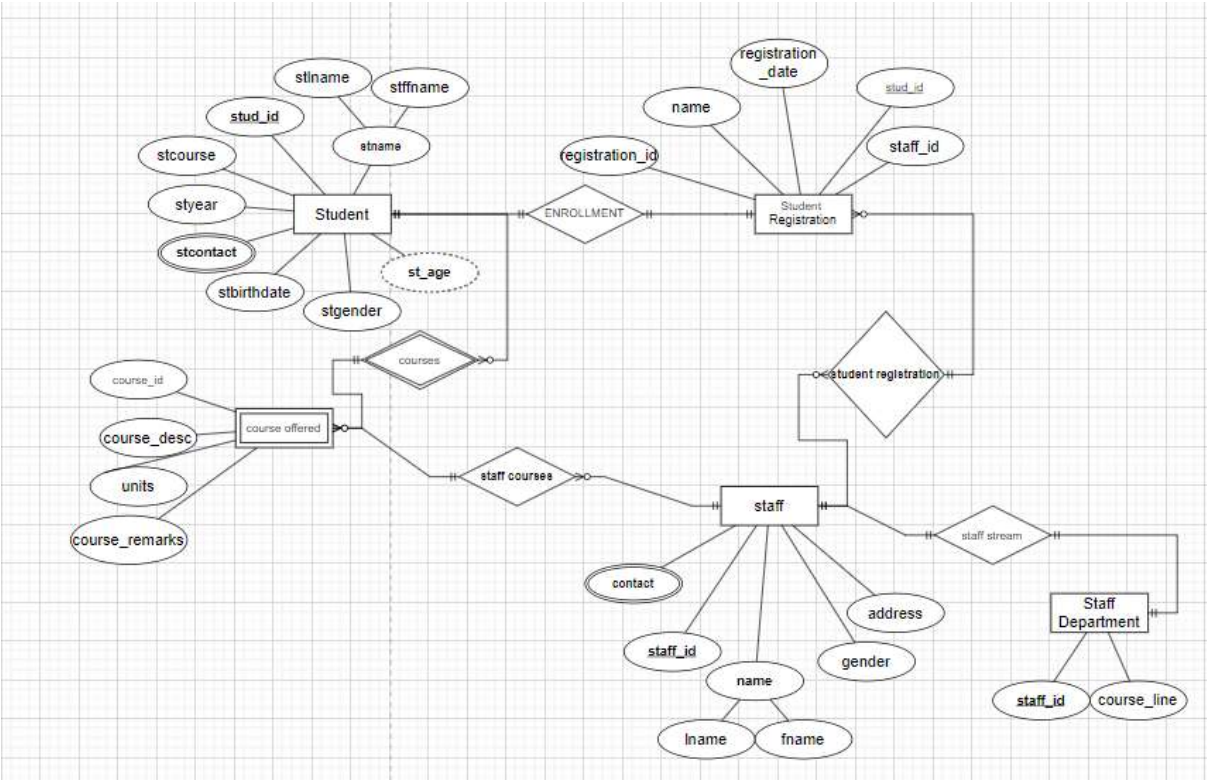 registration
_date
stlname
stffname
stud_id
name
stud_id
stname
stcourse
registration_id
staff_id
styear
Student
ENROLLMENT
Student
Registration
stcontact
st_age
stbirthdate
stgender
courses
student registration
course_id
course offered
course_desc
units
staff courses
staff
course_remarks
staff stream
contact
address
Staff
Department
staff_id
gender
name
staff_id
course_line
lname
fname